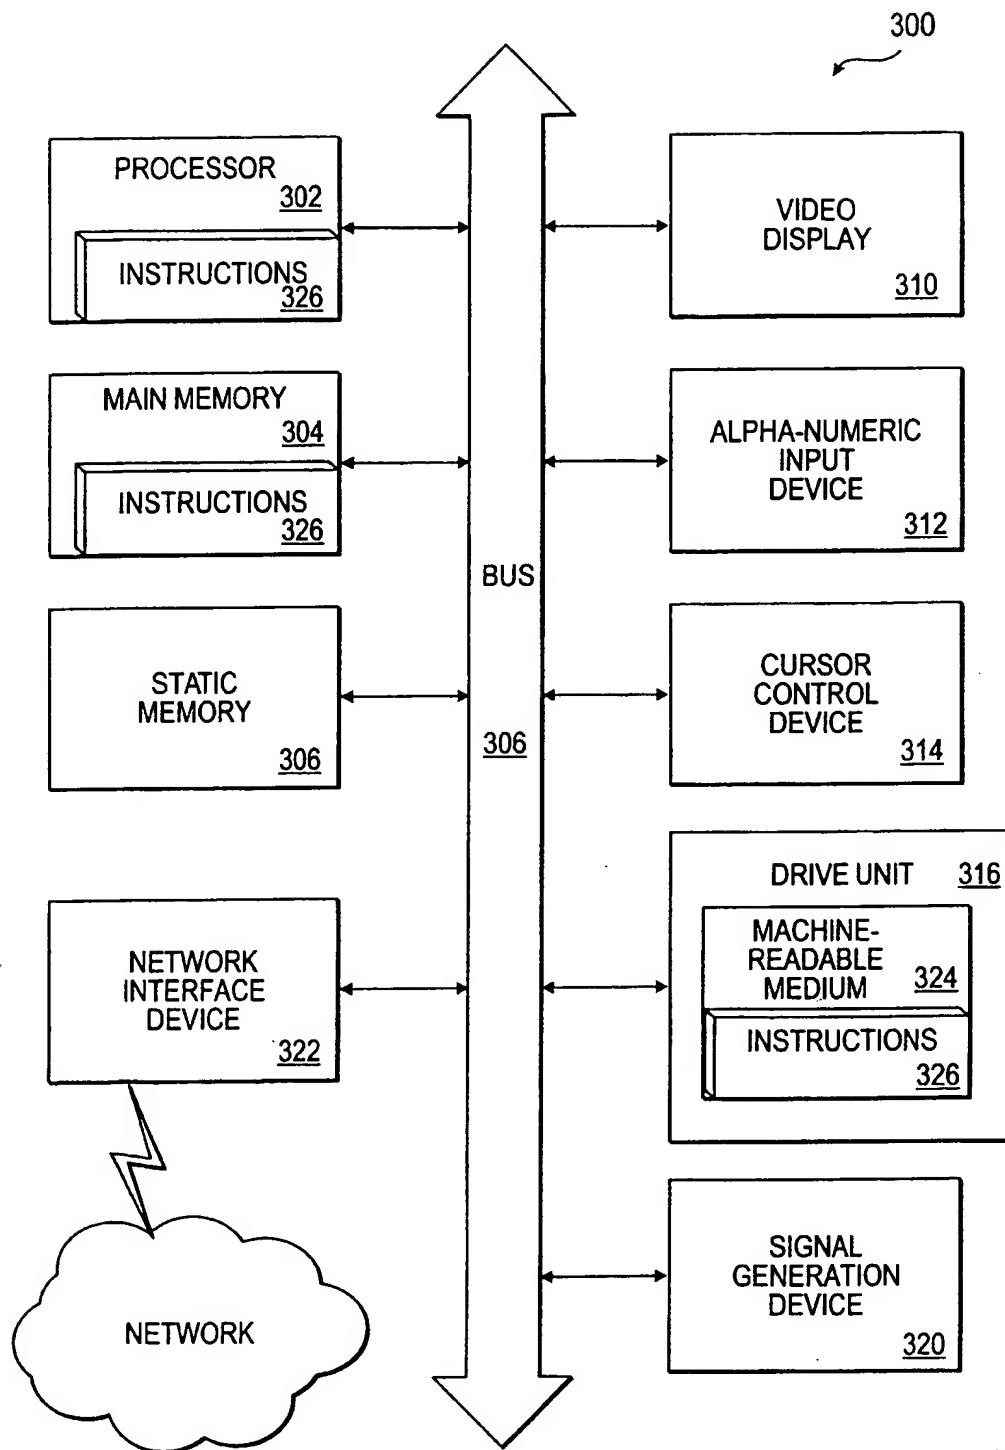 300
PROCESSOR
302
INSTRUCTIONS
326
MAIN MEMORY
304
INSTRUCTIONS
326
STATIC
MEMORY
306
NETWORK
INTERFACE
DEVICE
322
NETWORK
BUS
306
VIDEO
DISPLAY
310
ALPHA-NUMERIC
INPUT
DEVICE
312
CURSOR
CONTROL
DEVICE
314
DRIVE UNIT 316
MACHINE-
READABLE
MEDIUM 324
INSTRUCTIONS
326
SIGNAL
GENERATION
DEVICE
320